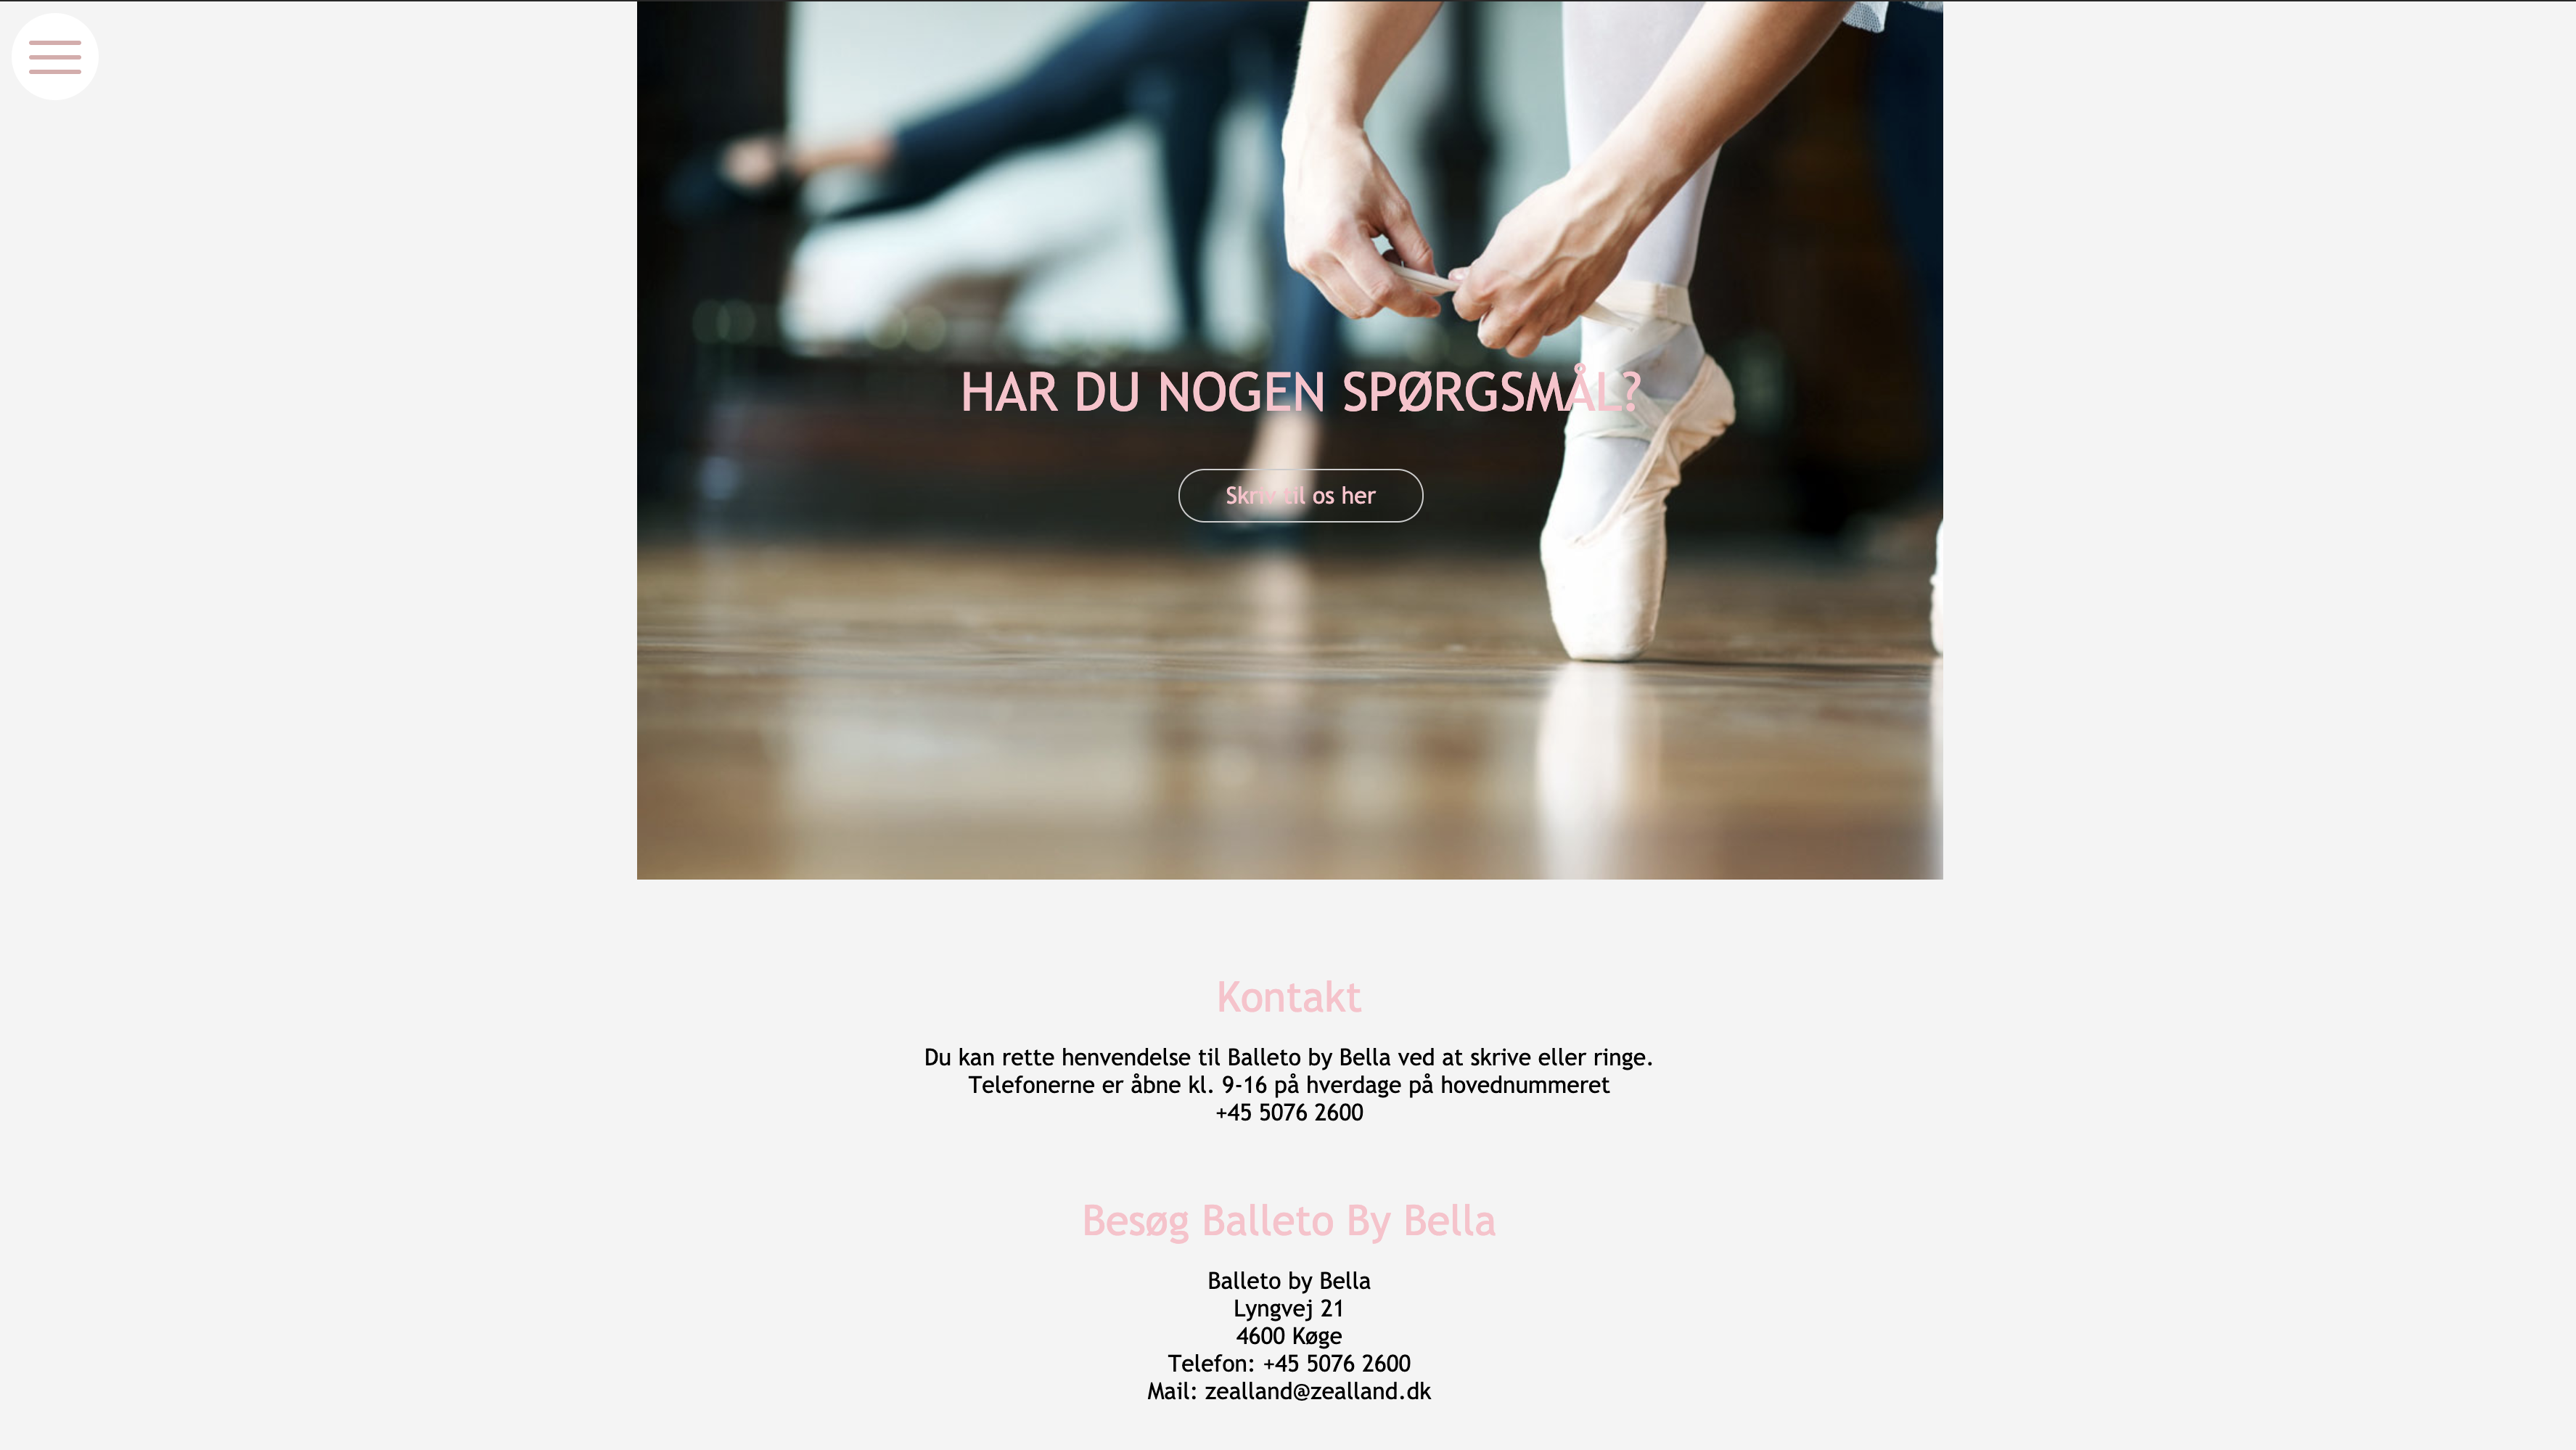 HAR DU NOGEN SPØRGSMÅL?
Skriv til os her
Kontakt
Du kan rette henvendelse til Balleto by Bella ved at skrive eller ringe.
Telefonerne er åbne kl. 9-16 på hverdage på hovednummeret
+45 5076 2600
Besøg Balleto By Bella
Balleto by Bella
Lyngvej 21
4600 Køge
Telefon: +45 5076 2600
Mail: zealland@zealland.dk